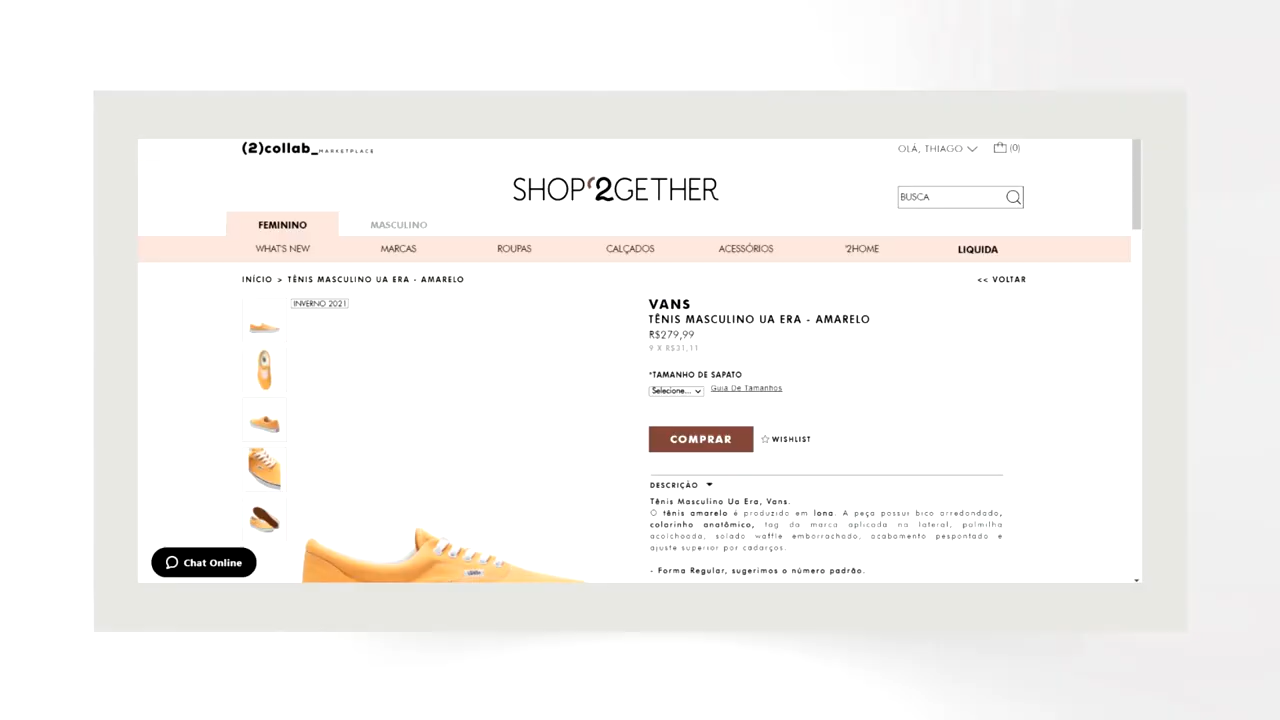 (2)collab_MARKETPLACE
OLÁ, THIAGO
(0)
SHOP'2GETHER
BUSCA
FEMININO
MASCULINO
WHAT'S NEW
MARCAS
ROUPAS
CALÇADOS
ACESSÓRIOS
'2HOME
LIQUIDA
INÍCIO > TÊNIS MASCULINO UA ERA - AMARELO
<< VOLTAR
INVERNO 2021
VANS
TÊNIS MASCULINO UA ERA - AMARELO
R$279,99
9 X R$31,11
*TAMANHO DE SAPATO
Selecione...
Guia De Tamanhos
COMPRAR
WISHLIST
DESCRIÇÃO
Tênis Masculino Ua Era, Vans.
O tênis amarelo é produzido em lona. A peça possui bico arredondado,
colarinho anatômico, tag da marca aplicada na lateral, palmilha
acolchoada, solado waffle emborrachado, acabamento pespontado e
ajuste superior por cadarços.
- Forma Regular, sugerimos o número padrão.
Chat Online